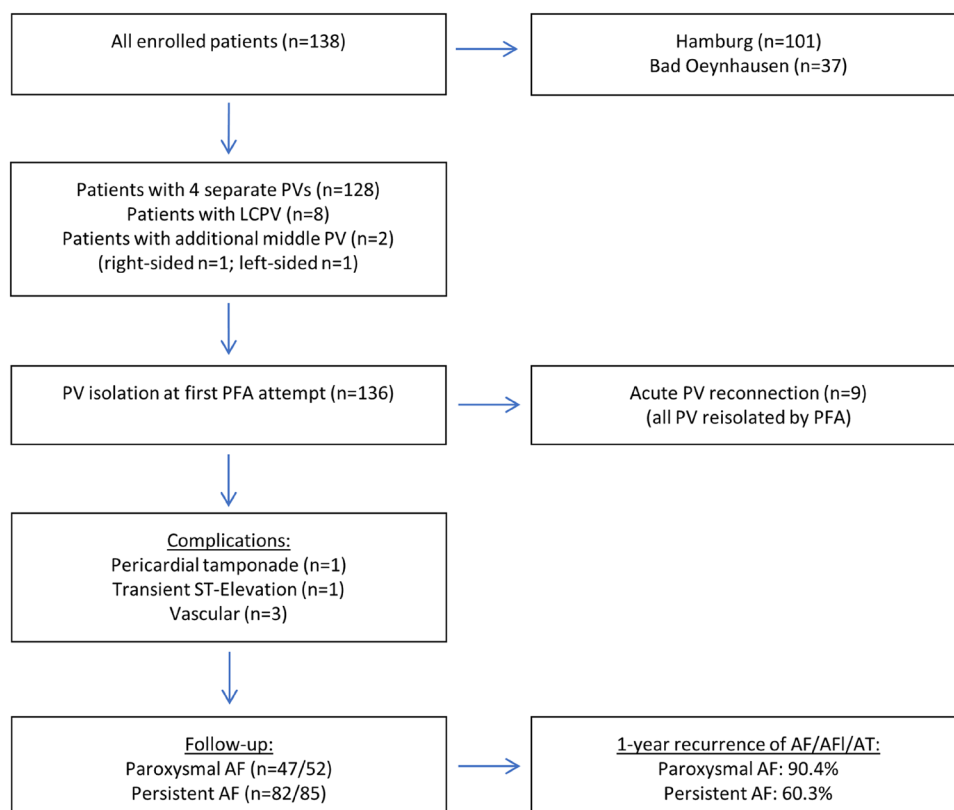 All enrolled patients (n=138)
Hamburg (n=101)
Bad Oeynhausen (n=37)
Patients with 4 separate PVs (n=128)
Patients with LCPV (n=8)
Patients with additional middle PV (n=2)
(right-sided n=1; left-sided n=1)
PV isolation at first PFA attempt (n=136)
Acute PV reconnection (n=9)
(all PV reisolated by PFA)
Complications:
Pericardial tamponade (n=1)
Transient ST-Elevation (n=1)
Vascular (n=3)
Follow-up:
Paroxysmal AF (n=47/52)
Persistent AF (n=82/85)
1-year recurrence of AF/AFl/AT:
Paroxysmal AF: 90.4%
Persistent AF: 60.3%